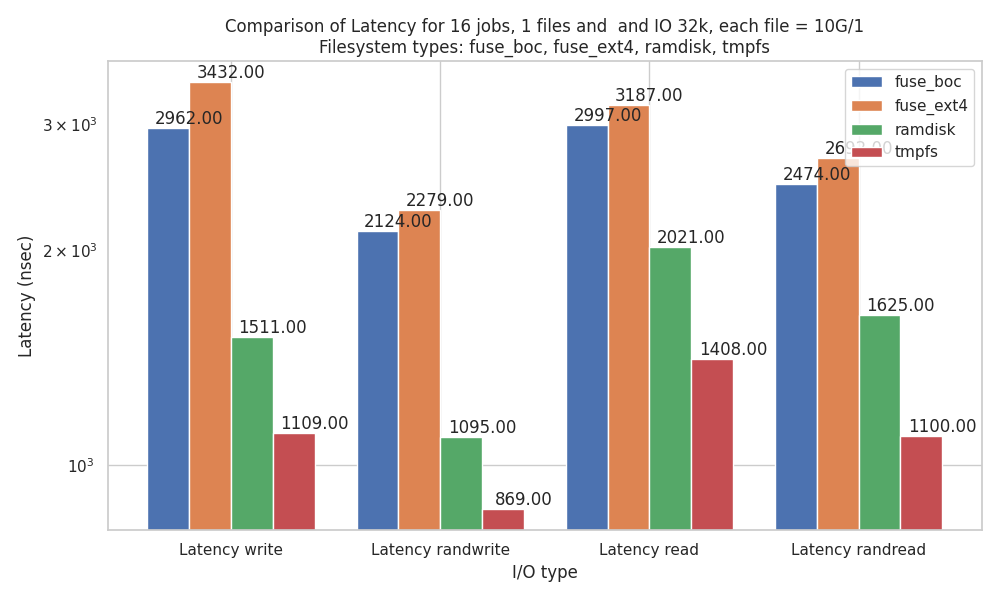 Comparison of Latency for 16 jobs, 1 files and  and IO 32k, each file = 10G/1
Filesystem types: fuse_boc, fuse_ext4, ramdisk, tmpfs
fuse_boc
fuse_ext4
ramdisk
tmpfs
Latency (nsec)
3 × 10³
2 × 10³
10³
2962.00
3432.00
1511.00
1109.00
2124.00
2279.00
1095.00
869.00
2997.00
3187.00
2021.00
1408.00
2474.00
1625.00
1100.00
Latency write
Latency randwrite
Latency read
Latency randread
I/O type